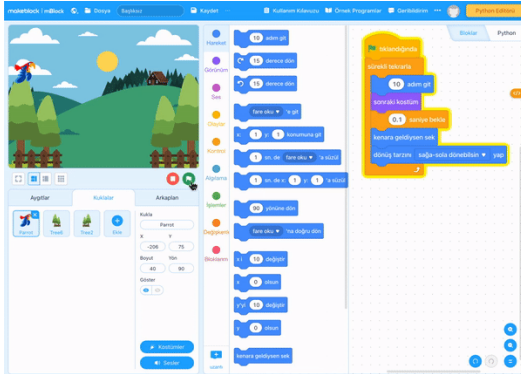 makeblock | mBlock
Dosya
Başlıksız
Kaydet
Kullanım Kılavuzu
Örnek Programlar
Geribildirim
Python Editörü
Aygıtlar
Kuklalar
Arkaplan
Parrot
Tree6
Tree2
Ekle
Kukla
Parrot
X
Y
-206
75
Boyut
Yön
40
90
Göster
Kostümler
Sesler
Hareket
Görünüm
Ses
Olaylar
Kontrol
Algılama
İşlemler
Değişkenler
Bloklarım
uzantı
10 adım git
15 derece dön
15 derece dön
fare oku 'a git
x: 1 y: 1 konumuna git
1 sn. de fare oku 'a süzül
1 sn. de x: 1 y: 1 'a süzül
90 yönüne dön
fare oku 'na doğru dön
x'i 10 değiştir
x 0 olsun
y'yi 10 değiştir
y 0 olsun
kenara geldiysen sek
Bloklar
Python
tıklandığında
sürekli tekrarla
10 adım git
sonraki kostüm
0.1 saniye bekle
kenara geldiysen sek
dönüş tarzını sağa-sola dönebilsin yap